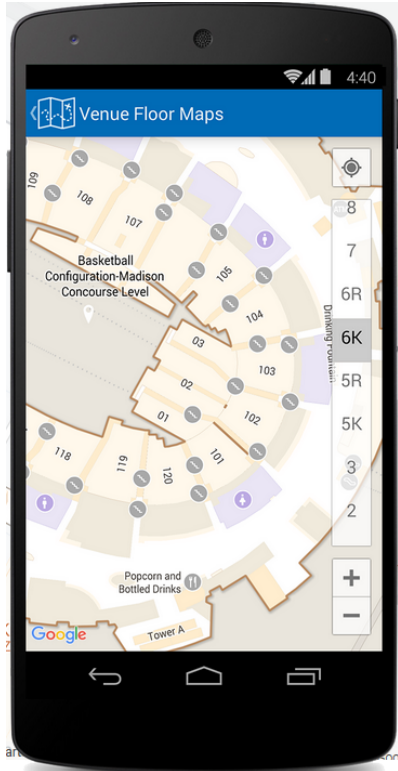 4:40
Venue Floor Maps
109
108
107
105
104
103
102
101
120
119
118
03
02
01
Basketball
Configuration-Madison
Concourse Level
Drinking Fountain
8
7
6R
6K
5R
5K
3
2
+
−
Popcorn and
Bottled Drinks
Tower A
Google